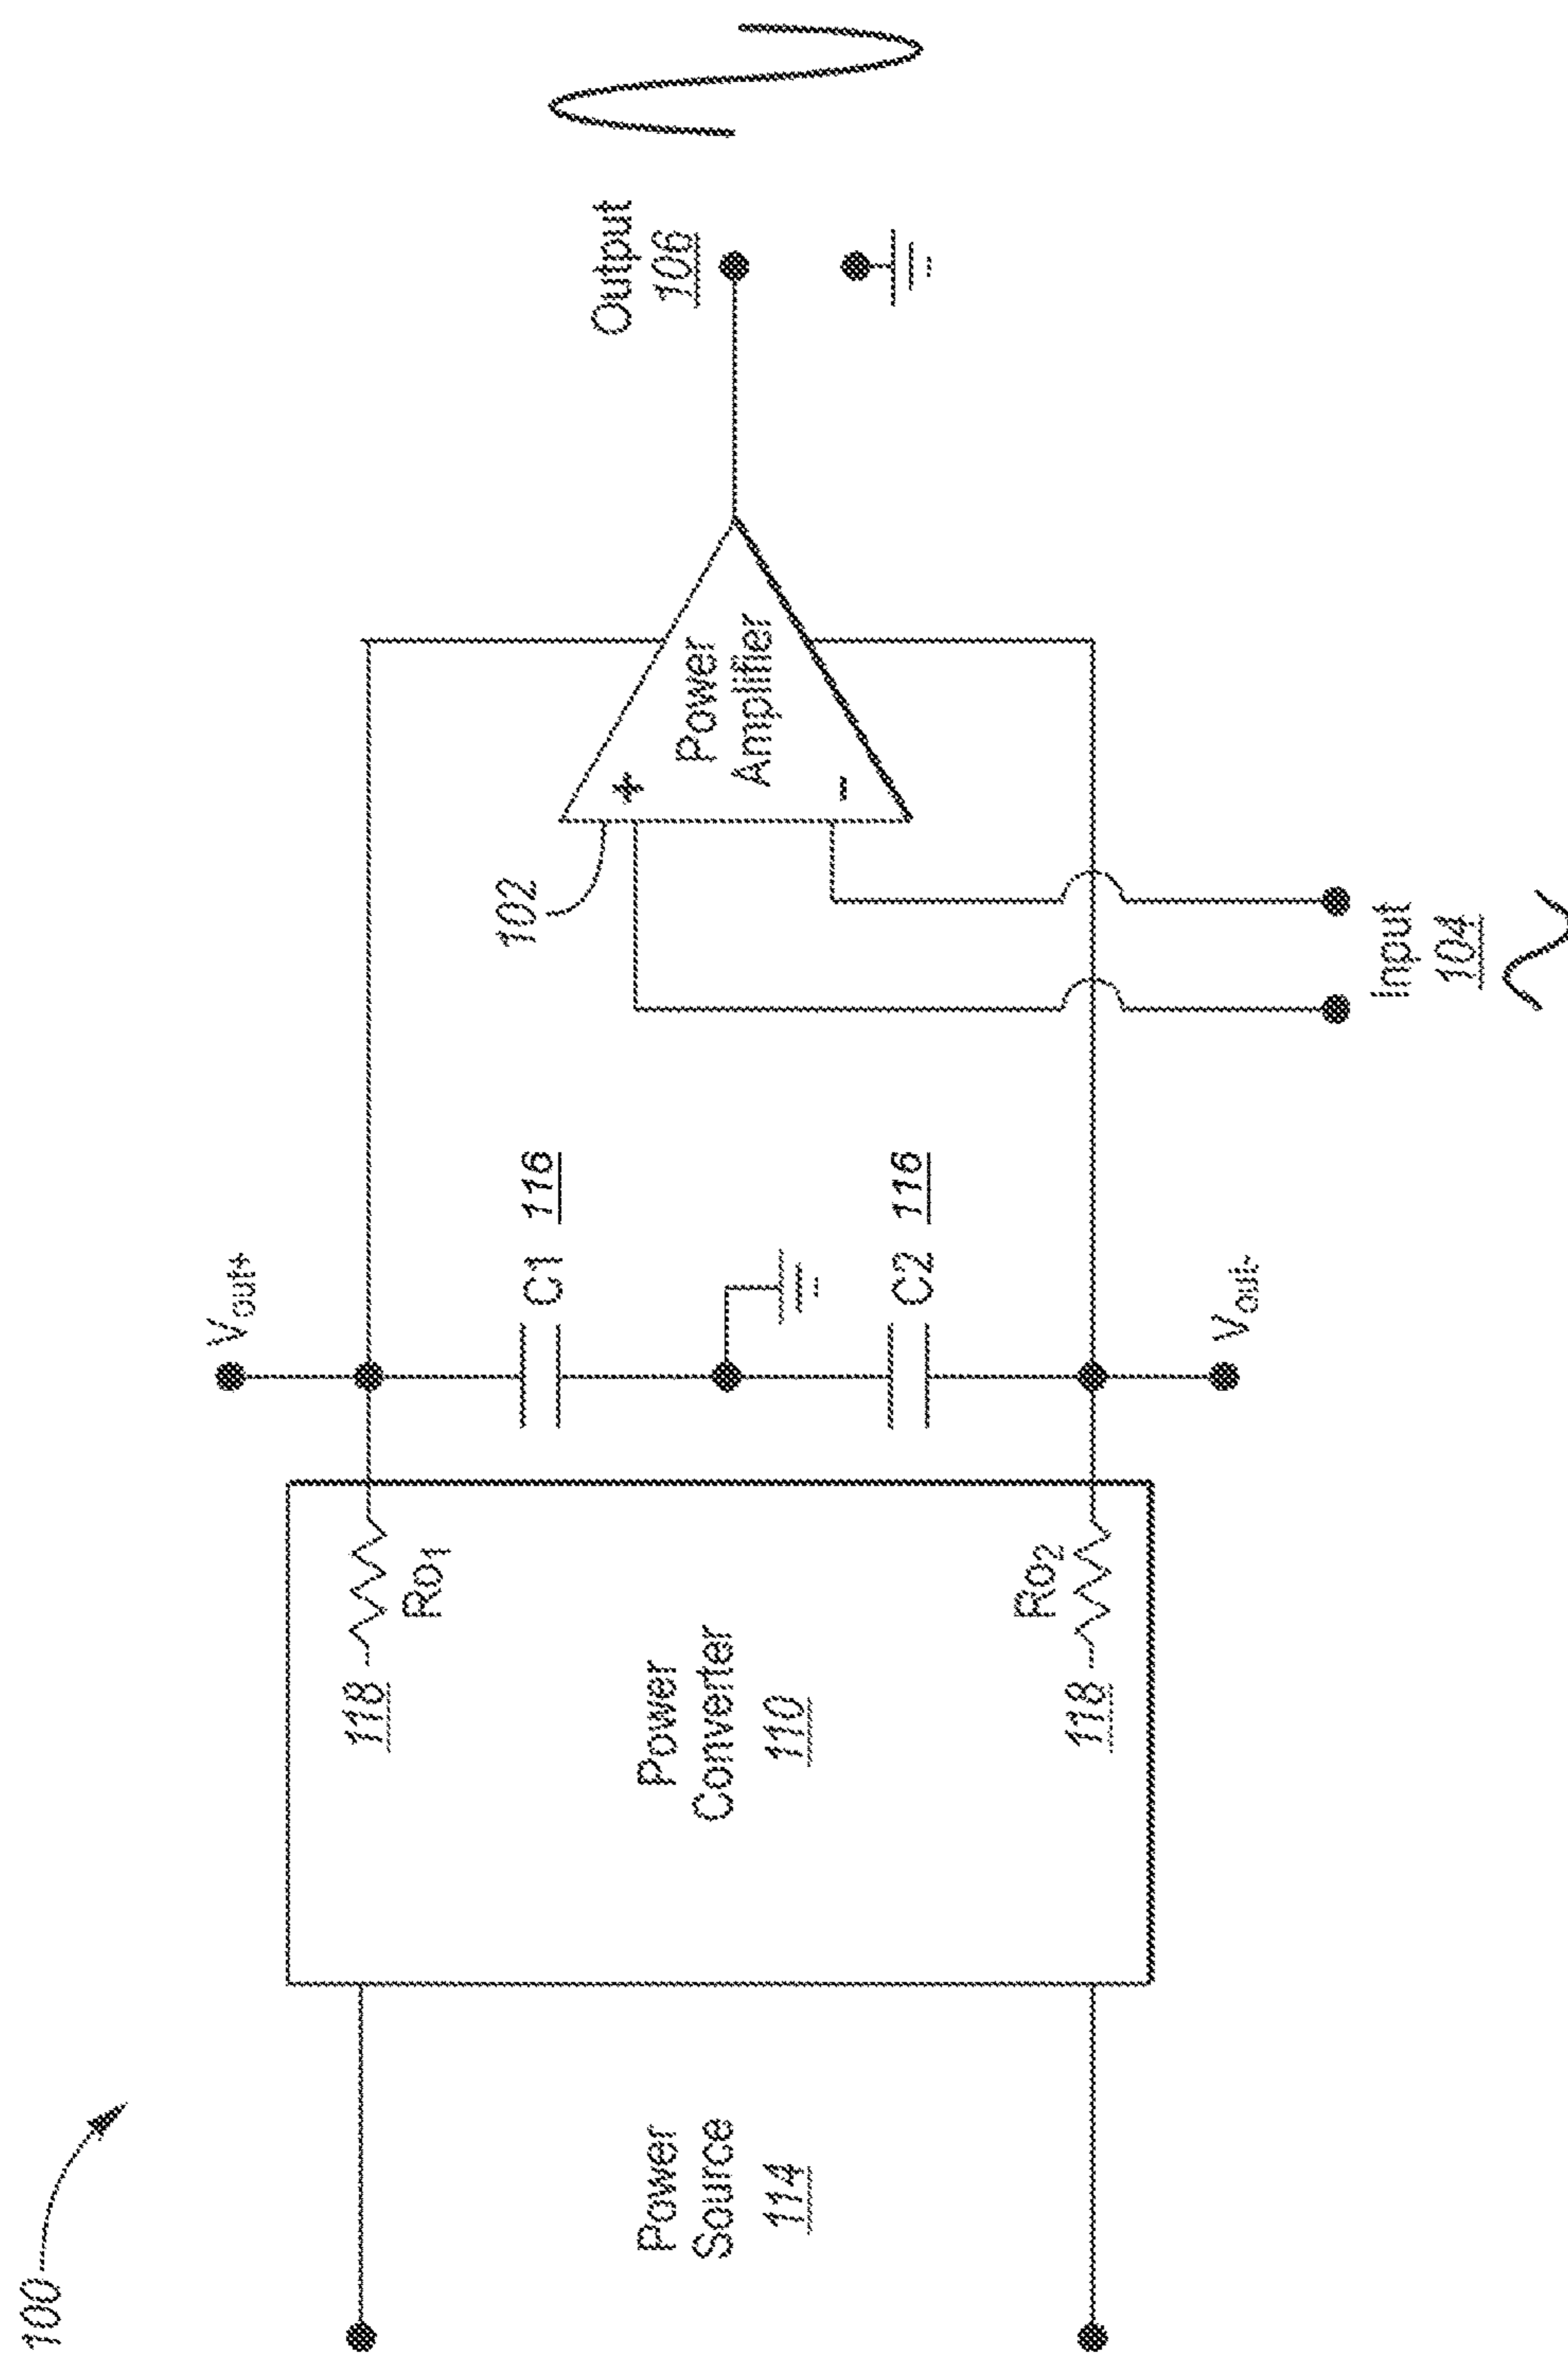 100
Power
Source
114
118
Ro1
Power
Converter
110
Ro2
118
Vout+
C1 116
C2 116
Vout-
102
+
Power
Amplifier
-
Input
104
Output
106